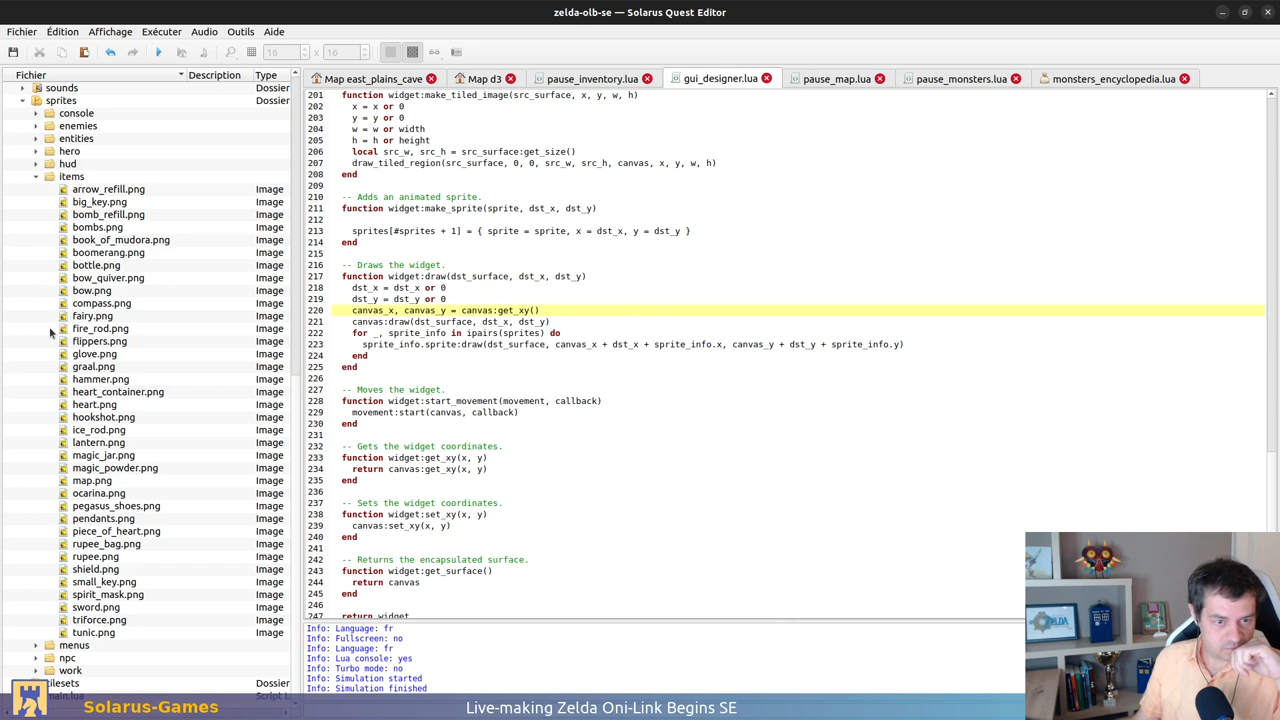 zelda-olb-se — Solarus Quest Editor
Fichier Édition Affichage Exécuter Audio Outils Aide
16 x 16
Fichier Description Type
Map east_plains_cave Map d3 pause_inventory.lua gui_designer.lua pause_map.lua pause_monsters.lua monsters_encyclopedia.lua
sounds Dossier
sprites Dossier
console Dossier
enemies Dossier
entities Dossier
hero Dossier
hud Dossier
items Dossier
arrow_refill.png Image
big_key.png Image
bomb_refill.png Image
bombs.png Image
book_of_mudora.png Image
boomerang.png Image
bottle.png Image
bow_quiver.png Image
bow.png Image
compass.png Image
fairy.png Image
fire_rod.png Image
flippers.png Image
glove.png Image
graal.png Image
hammer.png Image
heart_container.png Image
heart.png Image
hookshot.png Image
ice_rod.png Image
lantern.png Image
magic_jar.png Image
magic_powder.png Image
map.png Image
ocarina.png Image
pegasus_shoes.png Image
pendants.png Image
piece_of_heart.png Image
rupee_bag.png Image
rupee.png Image
shield.png Image
small_key.png Image
spirit_mask.png Image
sword.png Image
triforce.png Image
tunic.png Image
menus Dossier
npc Dossier
work Dossier
tilesets Dossier
main.lua Script L
201 function widget:make_tiled_image(src_surface, x, y, w, h)
202 x = x or 0
203 y = y or 0
204 w = w or width
205 h = h or height
206 local src_w, src_h = src_surface:get_size()
207 draw_tiled_region(src_surface, 0, 0, src_w, src_h, canvas, x, y, w, h)
208 end
209
210 -- Adds an animated sprite.
211 function widget:make_sprite(sprite, dst_x, dst_y)
212
213 sprites[#sprites + 1] = { sprite = sprite, x = dst_x, y = dst_y }
214 end
215
216 -- Draws the widget.
217 function widget:draw(dst_surface, dst_x, dst_y)
218 dst_x = dst_x or 0
219 dst_y = dst_y or 0
220 canvas_x, canvas_y = canvas:get_xy()
221 canvas:draw(dst_surface, dst_x, dst_y)
222 for _, sprite_info in ipairs(sprites) do
223 sprite_info.sprite:draw(dst_surface, canvas_x + dst_x + sprite_info.x, canvas_y + dst_y + sprite_info.y)
224 end
225 end
226
227 -- Moves the widget.
228 function widget:start_movement(movement, callback)
229 movement:start(canvas, callback)
230 end
231
232 -- Gets the widget coordinates.
233 function widget:get_xy(x, y)
234 return canvas:get_xy(x, y)
235 end
236
237 -- Sets the widget coordinates.
238 function widget:set_xy(x, y)
239 canvas:set_xy(x, y)
240 end
241
242 -- Returns the encapsulated surface.
243 function widget:get_surface()
244 return canvas
245 end
246
247 return widget
Info: Language: fr
Info: Fullscreen: no
Info: Language: fr
Info: Lua console: yes
Info: Turbo mode: no
Info: Simulation started
Info: Simulation finished
Solarus-Games Live-making Zelda Oni-Link Begins SE